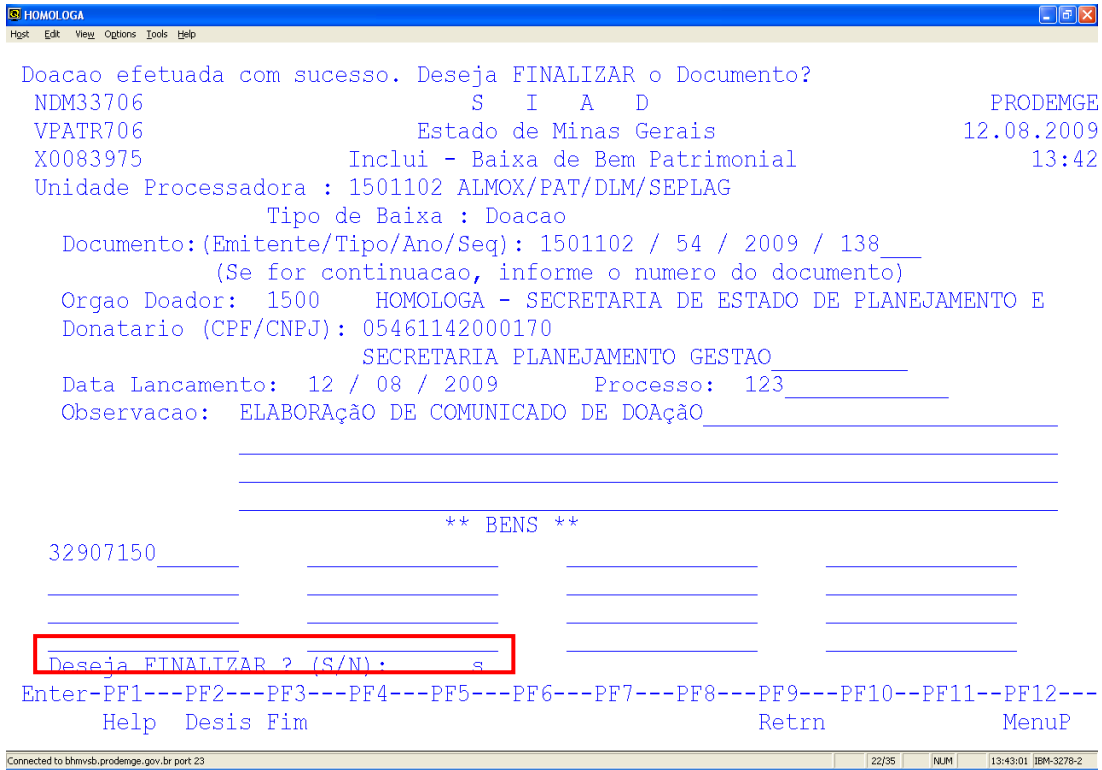 HOMOLOGA
Host Edit View Options Tools Help
Doacao efetuada com sucesso. Deseja FINALIZAR o Documento?
NDM33706 S I A D PRODEMGE
VPATR706 Estado de Minas Gerais 12.08.2009
X0083975 Inclui - Baixa de Bem Patrimonial 13:42
Unidade Processadora : 1501102 ALMOX/PAT/DLM/SEPLAG
Tipo de Baixa : Doacao
Documento:(Emitente/Tipo/Ano/Seq): 1501102 / 54 / 2009 / 138___
(Se for continuacao, informe o numero do documento)
Orgao Doador: 1500 HOMOLOGA - SECRETARIA DE ESTADO DE PLANEJAMENTO E
Donatario (CPF/CNPJ): 05461142000170
SECRETARIA PLANEJAMENTO GESTAO__________
Data Lancamento: 12 / 08 / 2009 Processo: 123____________
Observacao: ELABORAçãO DE COMUNICADO DE DOAçãO__________________________
** BENS **
32907150______
Deseja FINALIZAR ? (S/N): s
Enter-PF1---PF2---PF3---PF4---PF5---PF6---PF7---PF8---PF9---PF10--PF11--PF12---
Help Desis Fim Retrn MenuP
Connected to bhmvsb.prodemge.gov.br port 23 22/35 NUM 13:43:01 IBM-3278-2